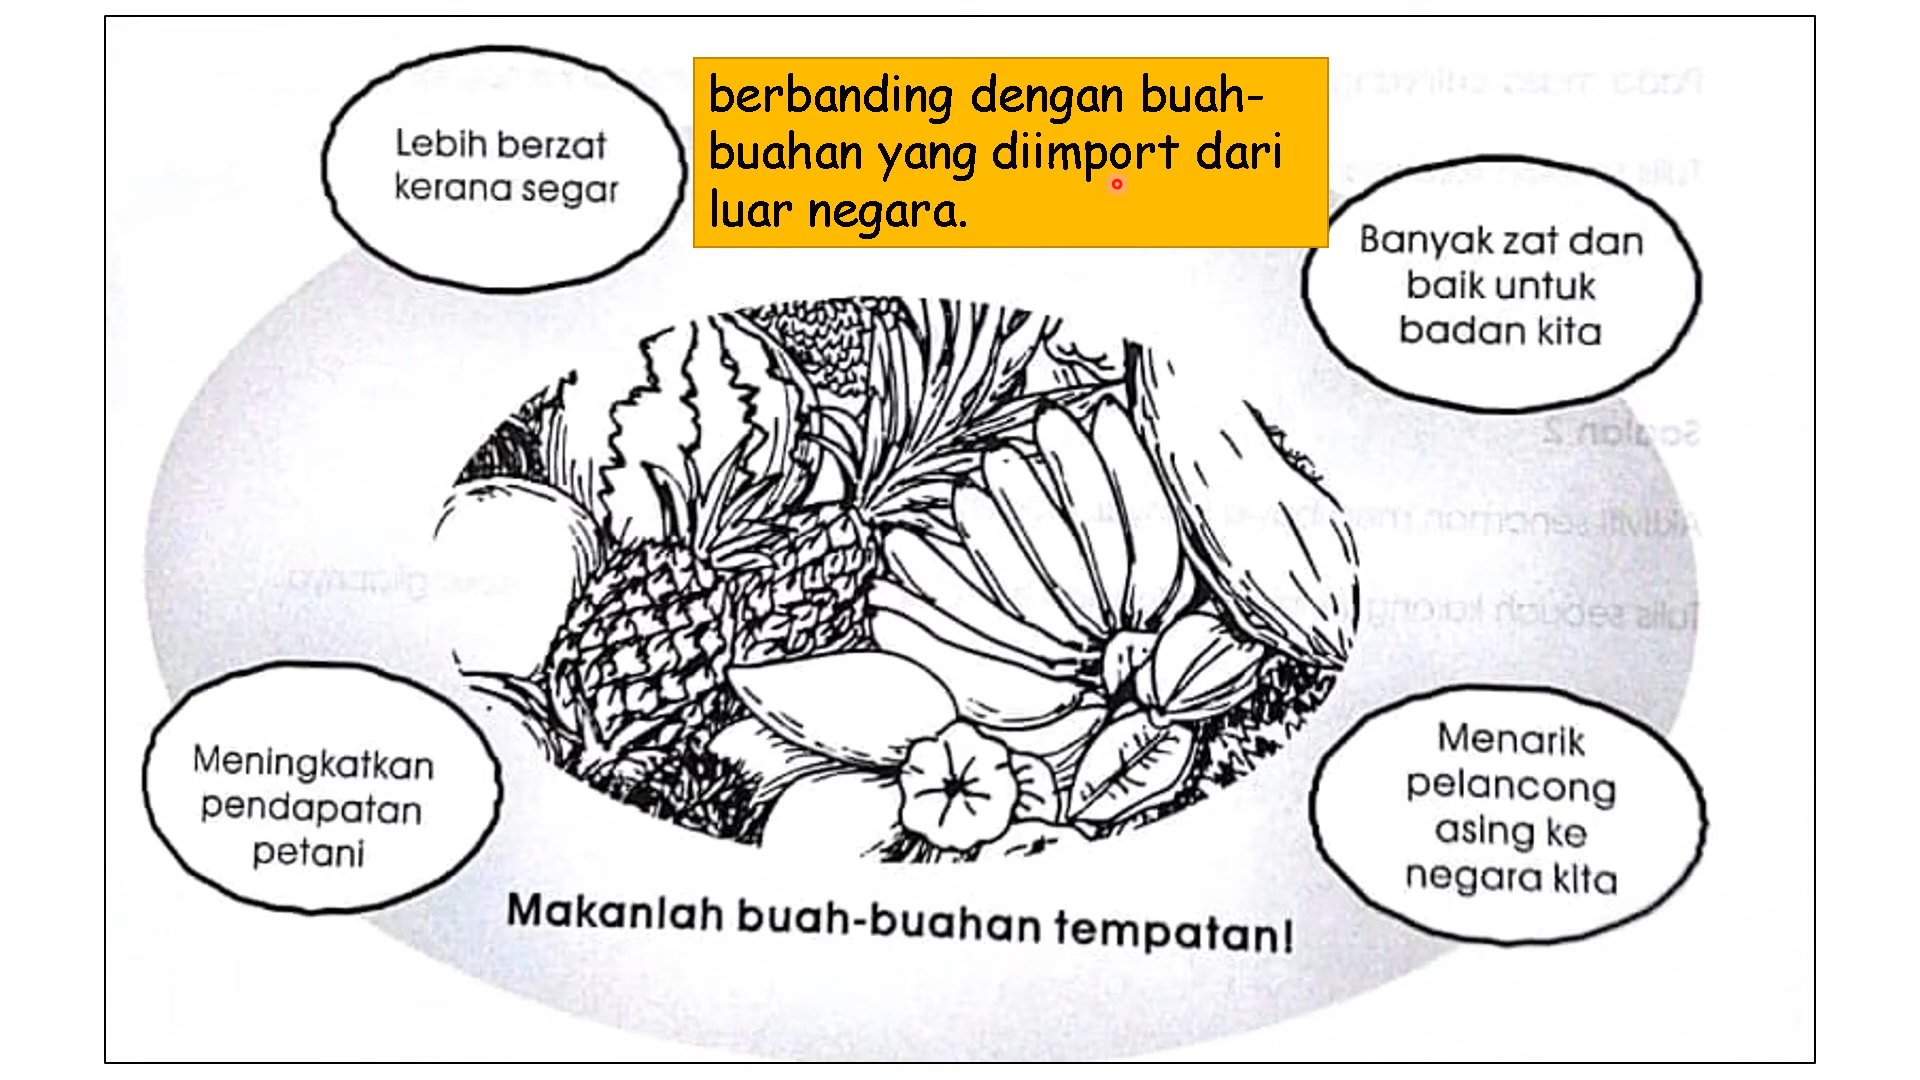 Lebih berzat
kerana segar
berbanding dengan buah-
buahan yang diimport dari
luar negara.
Banyak zat dan
baik untuk
badan kita
Meningkatkan
pendapatan
petani
Menarik
pelancong
asing ke
negara kita
Makanlah buah-buahan tempatan!